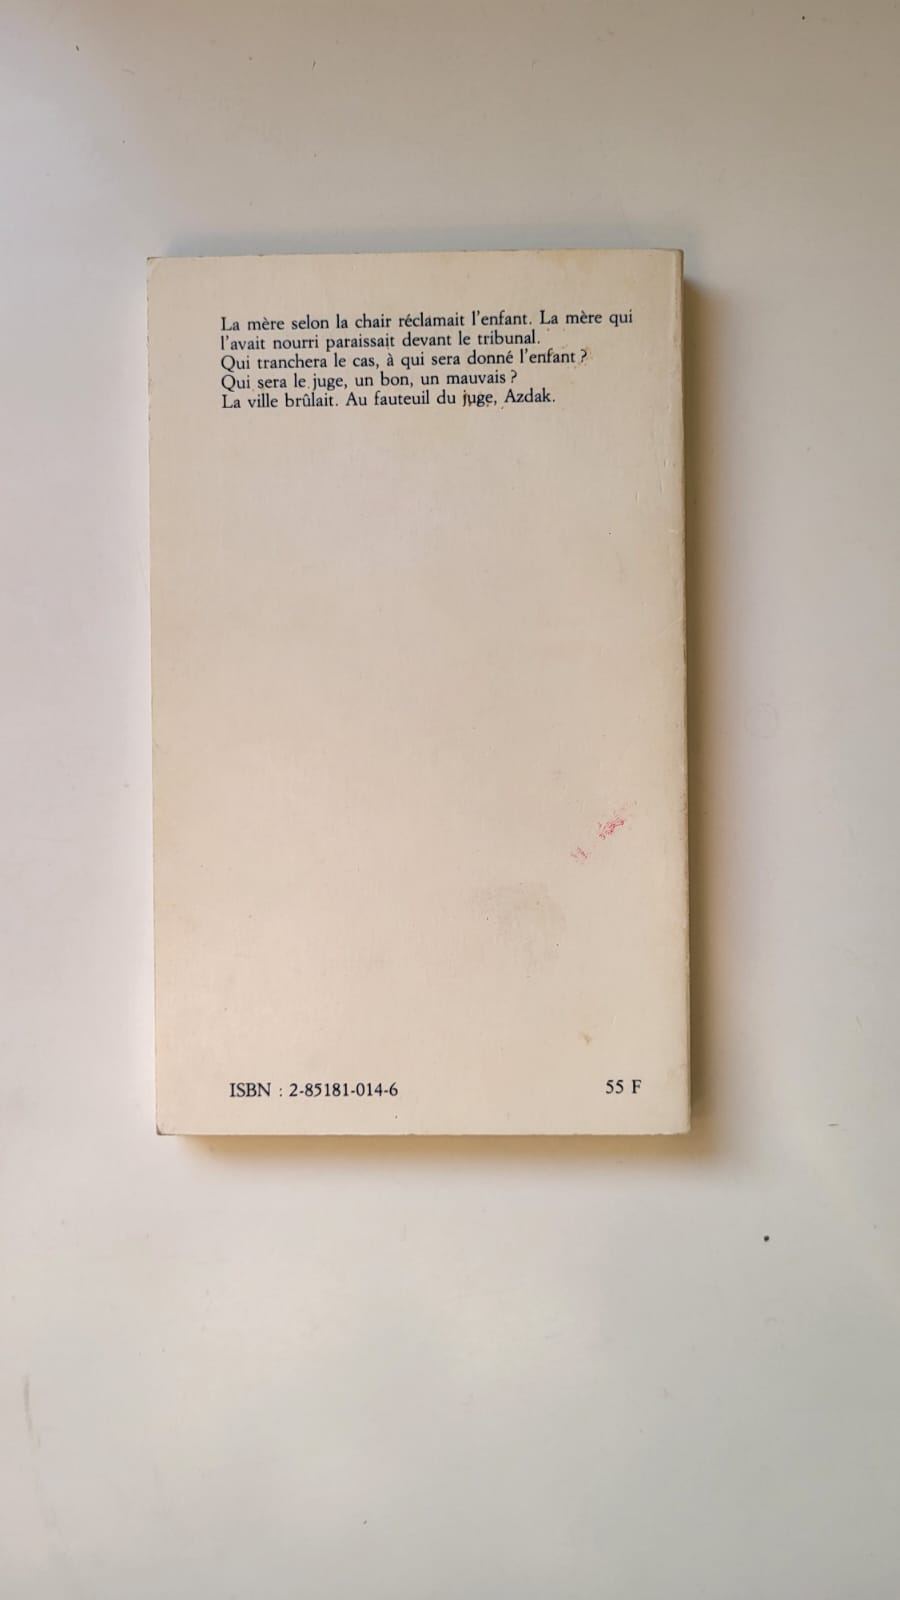 La mère selon la chair réclamait l'enfant. La mère qui
l'avait nourri paraissait devant le tribunal.
Qui tranchera le cas, à qui sera donné l'enfant ?
Qui sera le juge, un bon, un mauvais ?
La ville brûlait. Au fauteuil du juge, Azdak.
ISBN : 2-85181-014-6
55 F